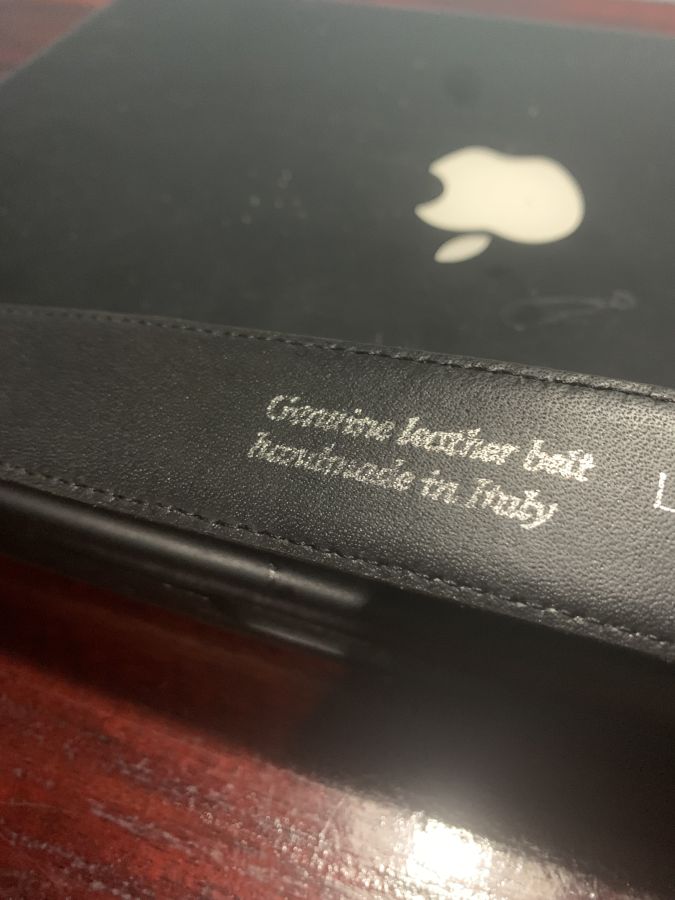 Genuine leather belt
handmade in Italy
L